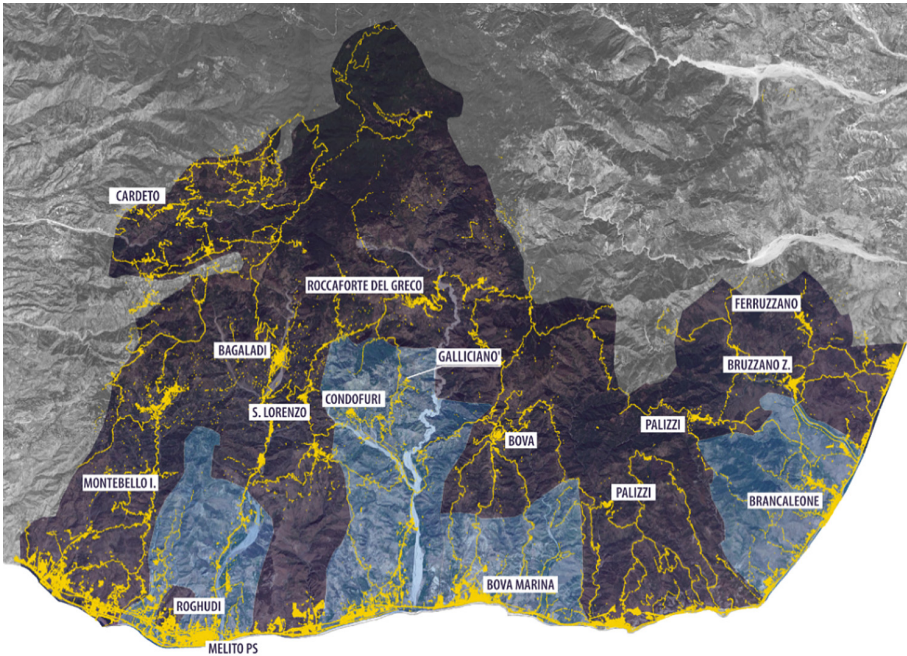 CARDETO
ROCCAFORTE DEL GRECO
FERRUZZANO
BAGALADI
GALLICIANO'
BRUZZANO Z.
CONDOFURI
S. LORENZO
PALIZZI
BOVA
MONTEBELLO I.
PALIZZI
BRANCALEONE
BOVA MARINA
ROGHUDI
MELITO PS